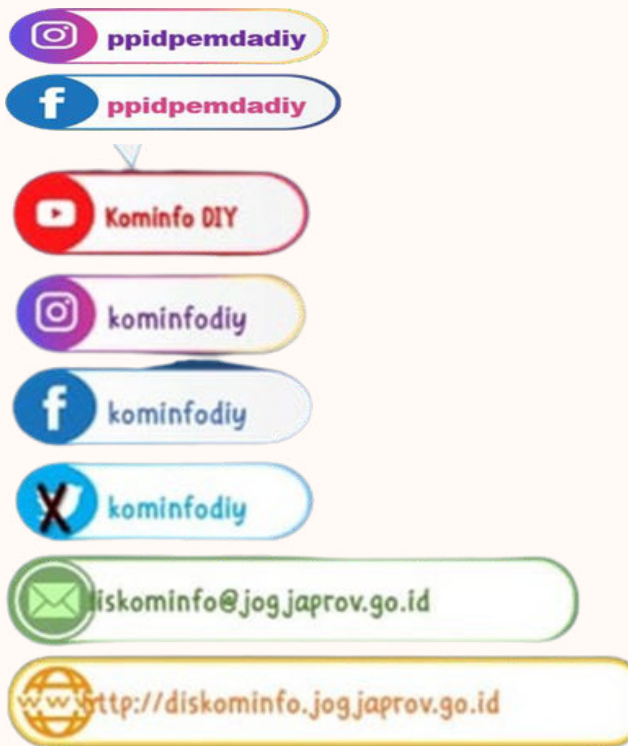 ppidpemdadiy
ppidpemdadiy
Kominfo DIY
kominfodiy
kominfodiy
X kominfodiy
diskominfo@jogjaprov.go.id
http://diskominfo.jogjaprov.go.id